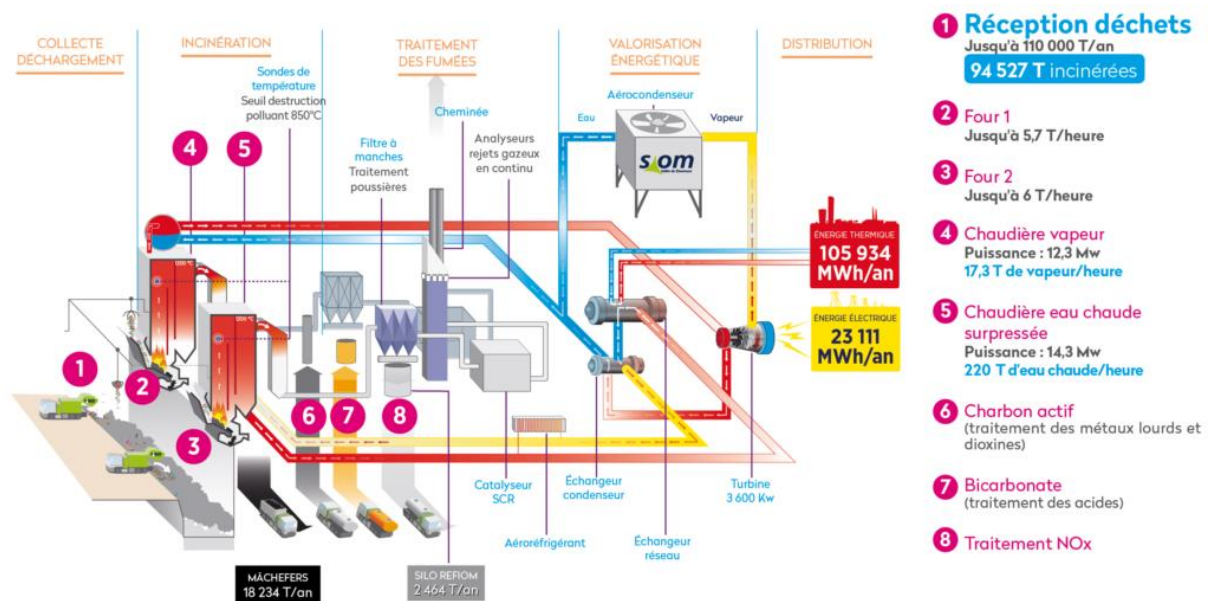 COLLECTE
DÉCHARGEMENT
INCINÉRATION
TRAITEMENT
DES FUMÉES
VALORISATION
ÉNERGÉTIQUE
DISTRIBUTION
Sondes de
température
Seuil destruction
polluant 850°C
Cheminée
Filtre à
manches
Traitement
poussières
Analyseurs
rejets gazeux
en continu
Aérocondenseur
Eau
Vapeur
syom
4
5
1200 °C
1200 °C
1
2
3
6
7
8
ÉNERGIE THERMIQUE
105 934
MWh/an
ÉNERGIE ÉLECTRIQUE
23 111
MWh/an
Catalyseur
SCR
Aéroréfrigérant
Échangeur
condenseur
Échangeur
réseau
Turbine
3 600 Kw
MÂCHEFERS
18 234 T/an
SILO REFIOM
2 464 T/an
1 Réception déchets
Jusqu'à 110 000 T/an
94 527 T incinérées
2 Four 1
Jusqu'à 5,7 T/heure
3 Four 2
Jusqu'à 6 T/heure
4 Chaudière vapeur
Puissance : 12,3 Mw
17,3 T de vapeur/heure
5 Chaudière eau chaude
surpressée
Puissance : 14,3 Mw
220 T d'eau chaude/heure
6 Charbon actif
(traitement des métaux lourds et
dioxines)
7 Bicarbonate
(traitement des acides)
8 Traitement NOx